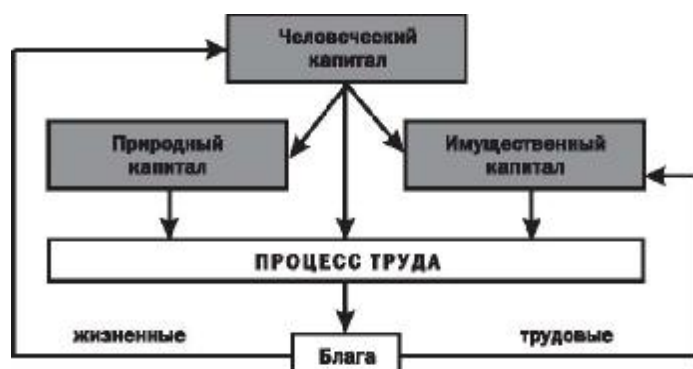 Человеческий
капитал
Природный
капитал
Имущественный
капитал
ПРОЦЕСС ТРУДА
жизненные
Блага
трудовые